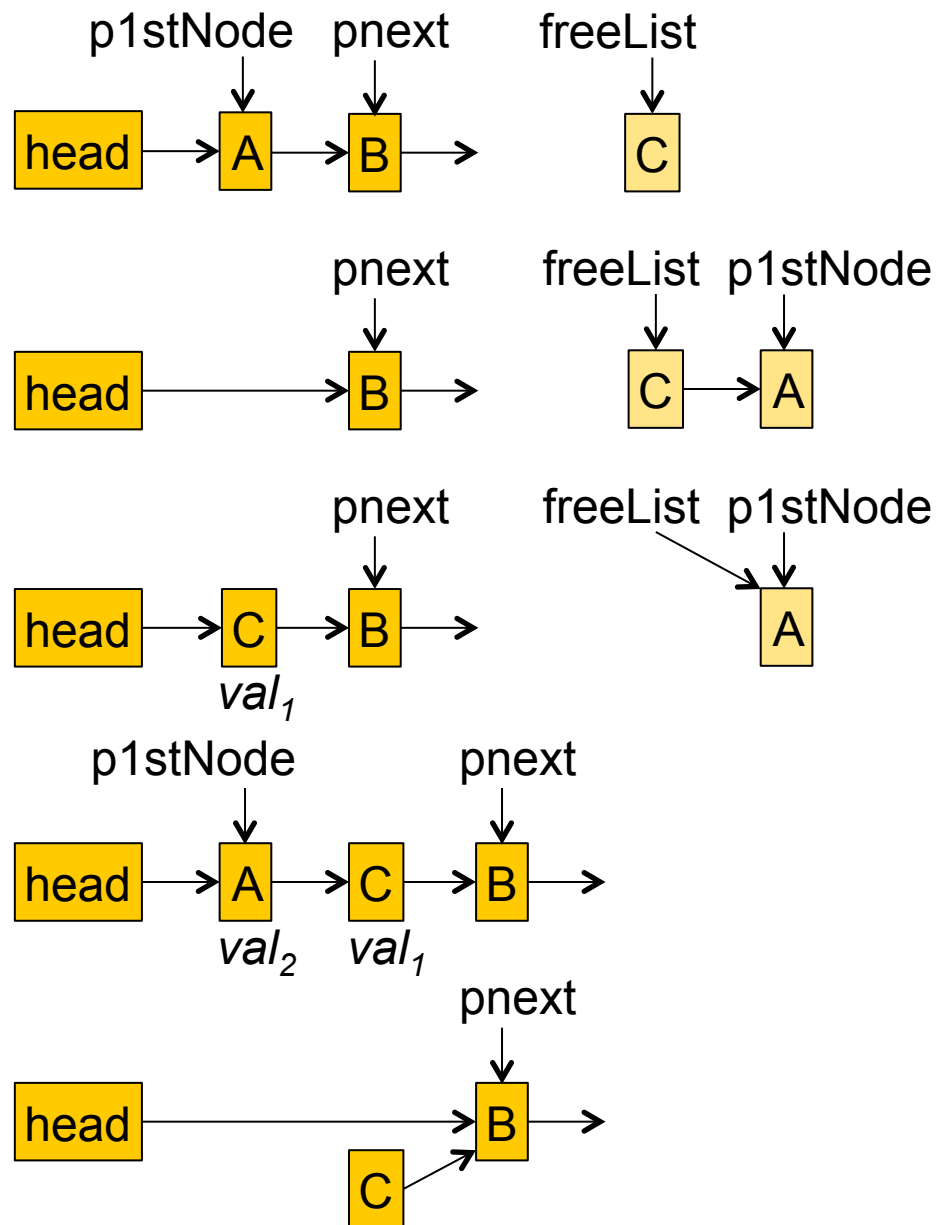 p1stNode pnext freeList
head A B C
pnext freeList p1stNode
head B C A
pnext freeList p1stNode
head C B A
val1
p1stNode pnext
head A C B
val2 val1
pnext
head B
C